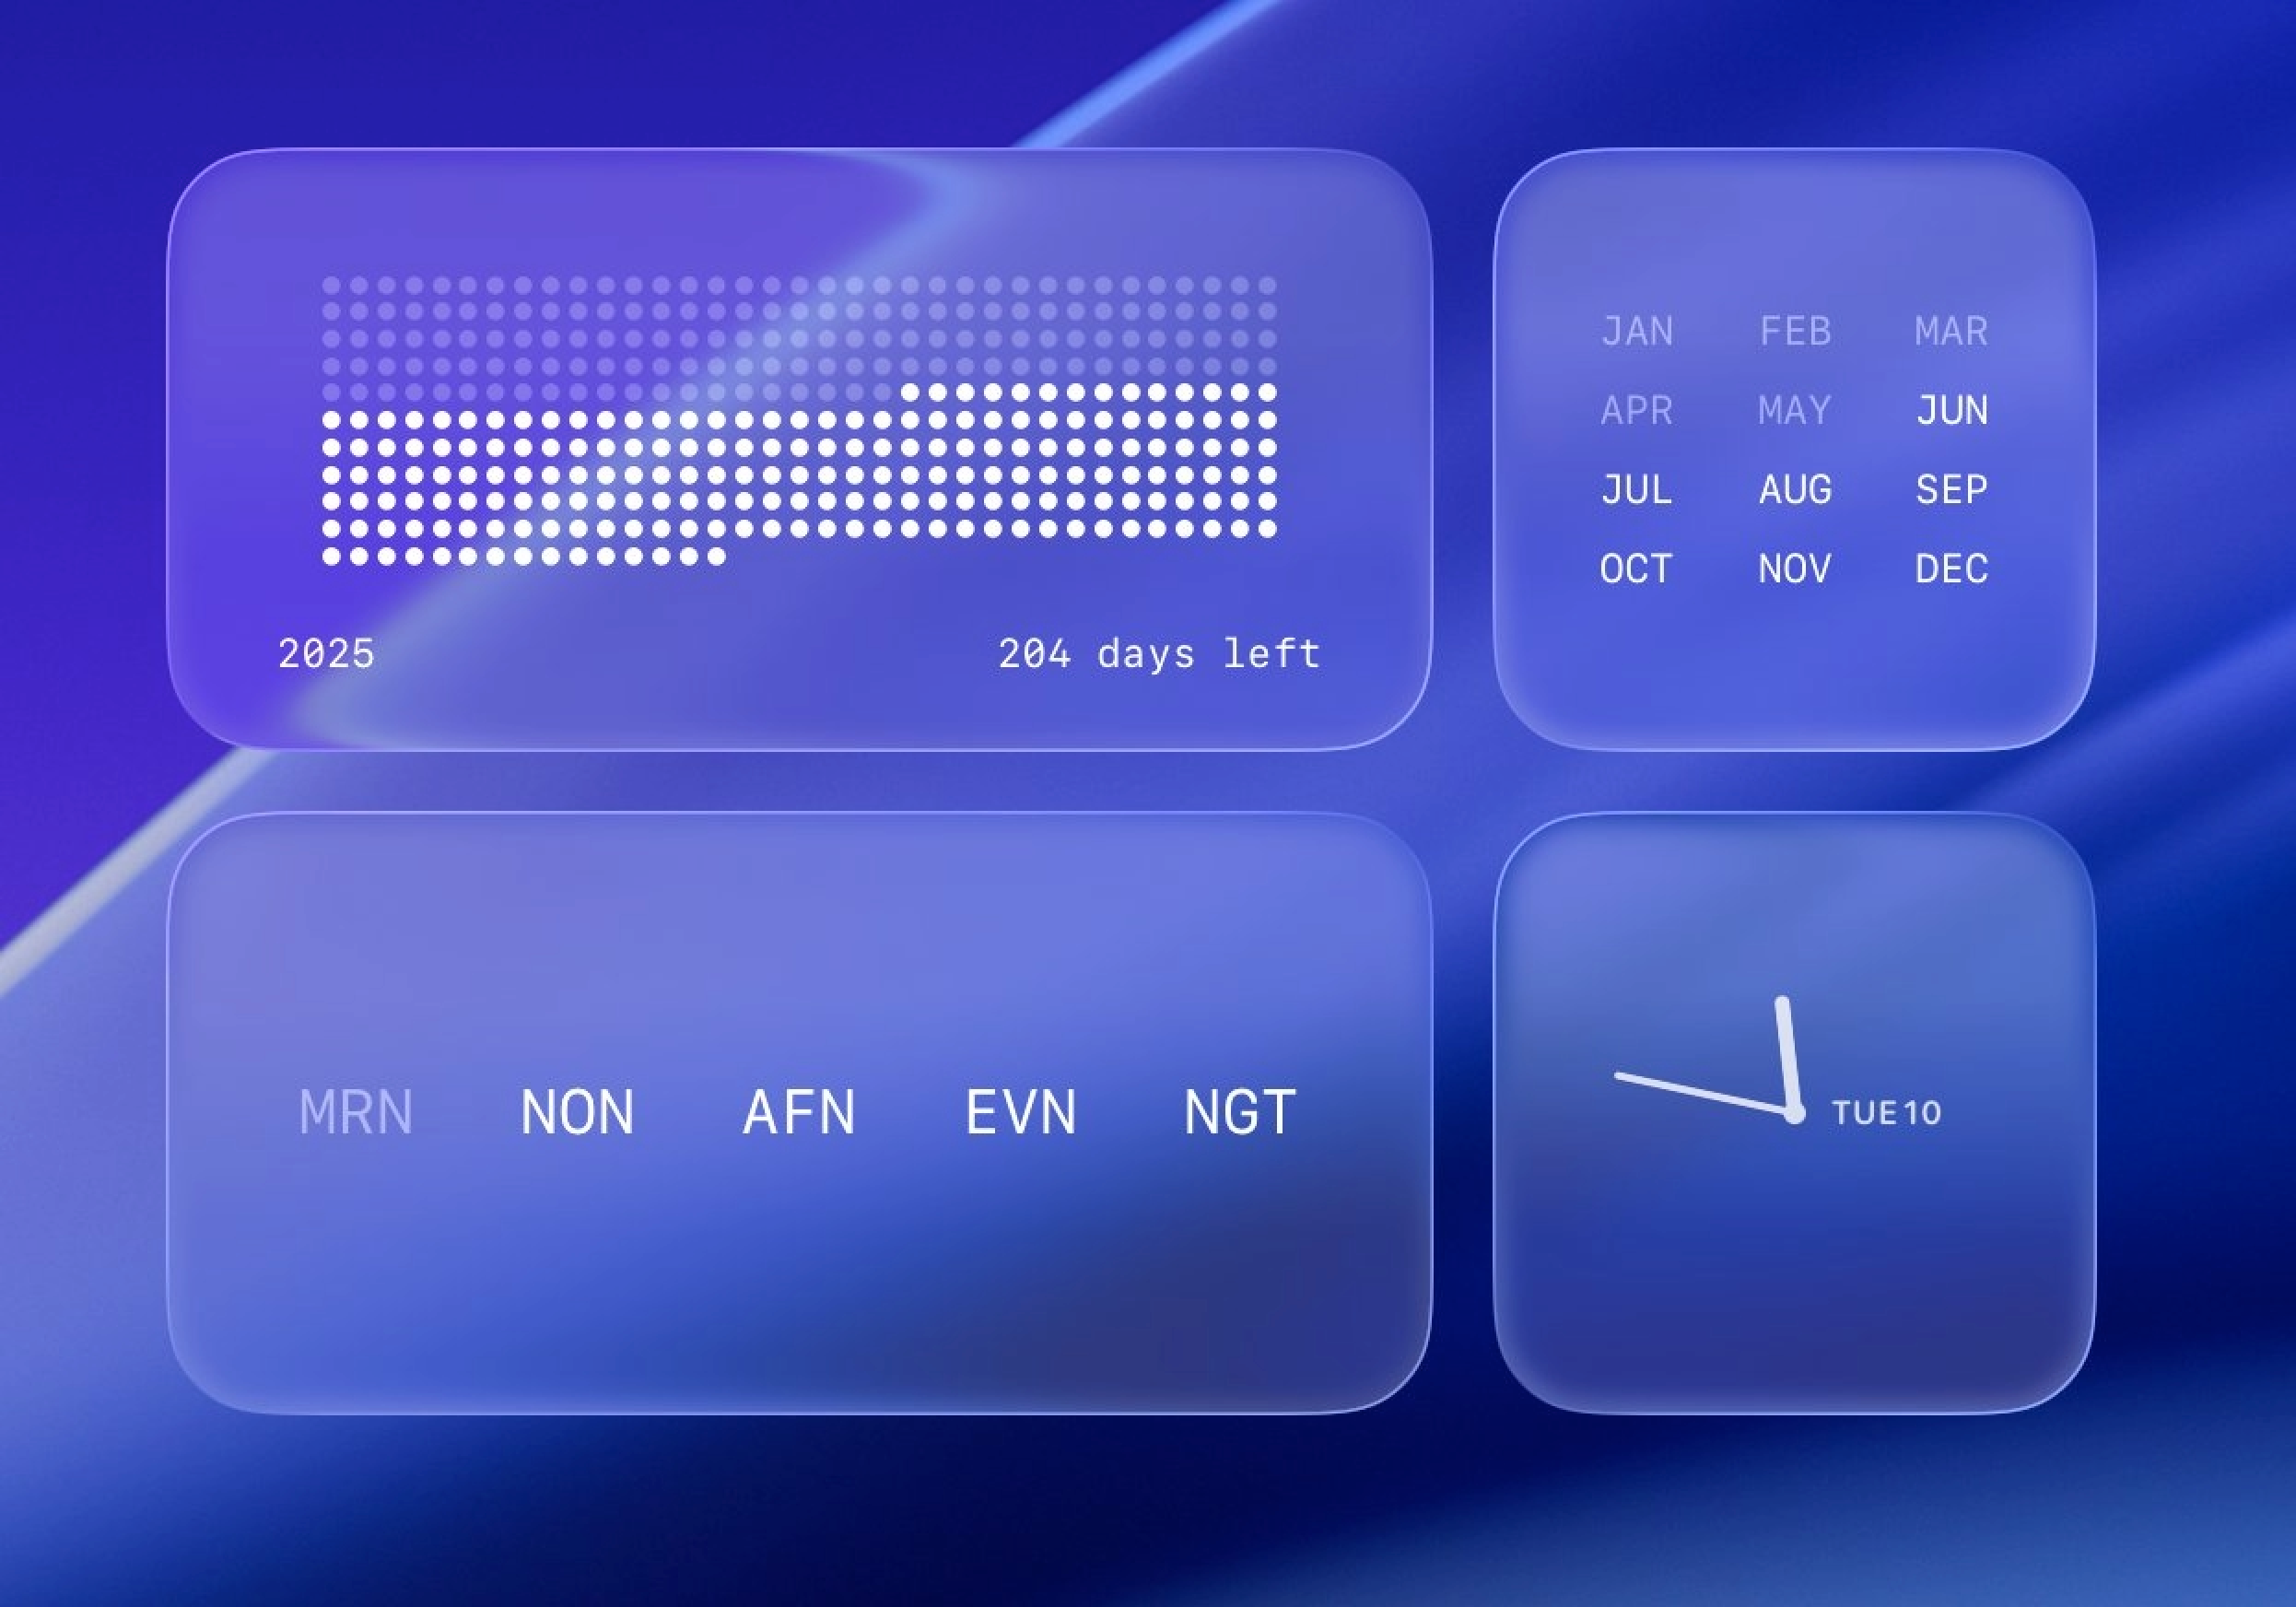 2025 204 days left
JAN FEB MAR
APR MAY JUN
JUL AUG SEP
OCT NOV DEC
MRN NON AFN EVN NGT
TUE 10